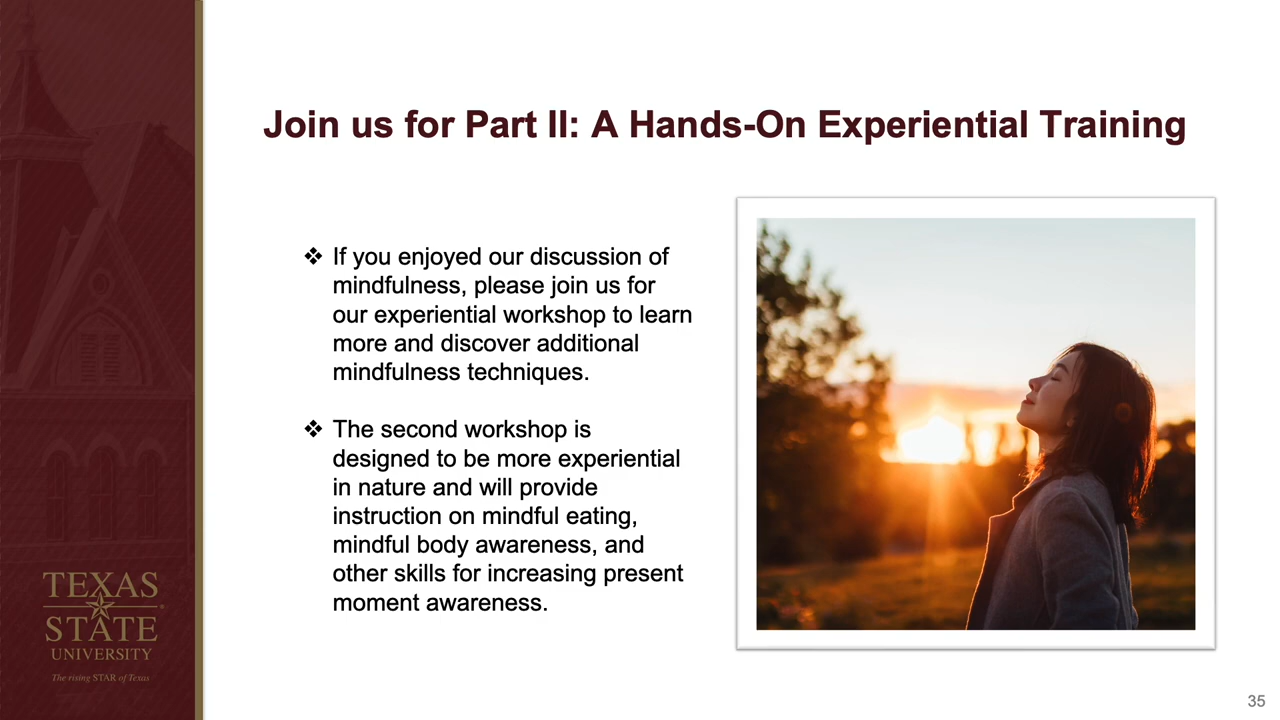 Join us for Part II: A Hands-On Experiential Training
❖ If you enjoyed our discussion of
mindfulness, please join us for
our experiential workshop to learn
more and discover additional
mindfulness techniques.
❖ The second workshop is
designed to be more experiential
in nature and will provide
instruction on mindful eating,
mindful body awareness, and
other skills for increasing present
moment awareness.
TEXAS
STATE
UNIVERSITY
The rising STAR of Texas
35